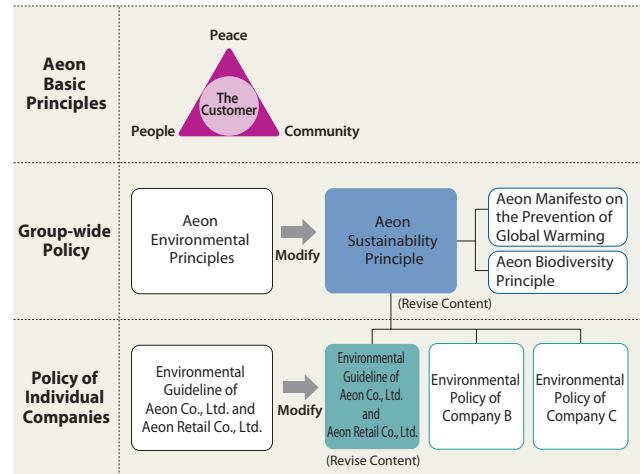 Aeon
Basic
Principles
Peace
The
Customer
People
Community
Group-wide
Policy
Aeon
Environmental
Principles
Modify
Aeon
Sustainability
Principle
(Revise Content)
Aeon Manifesto on
the Prevention of
Global Warming
Aeon Biodiversity
Principle
Policy of
Individual
Companies
Environmental
Guideline of
Aeon Co., Ltd. and
Aeon Retail Co., Ltd.
Modify
Environmental
Guideline of
Aeon Co., Ltd.
and
Aeon Retail Co., Ltd.
(Revise Content)
Environmental
Policy of
Company B
Environmental
Policy of
Company C